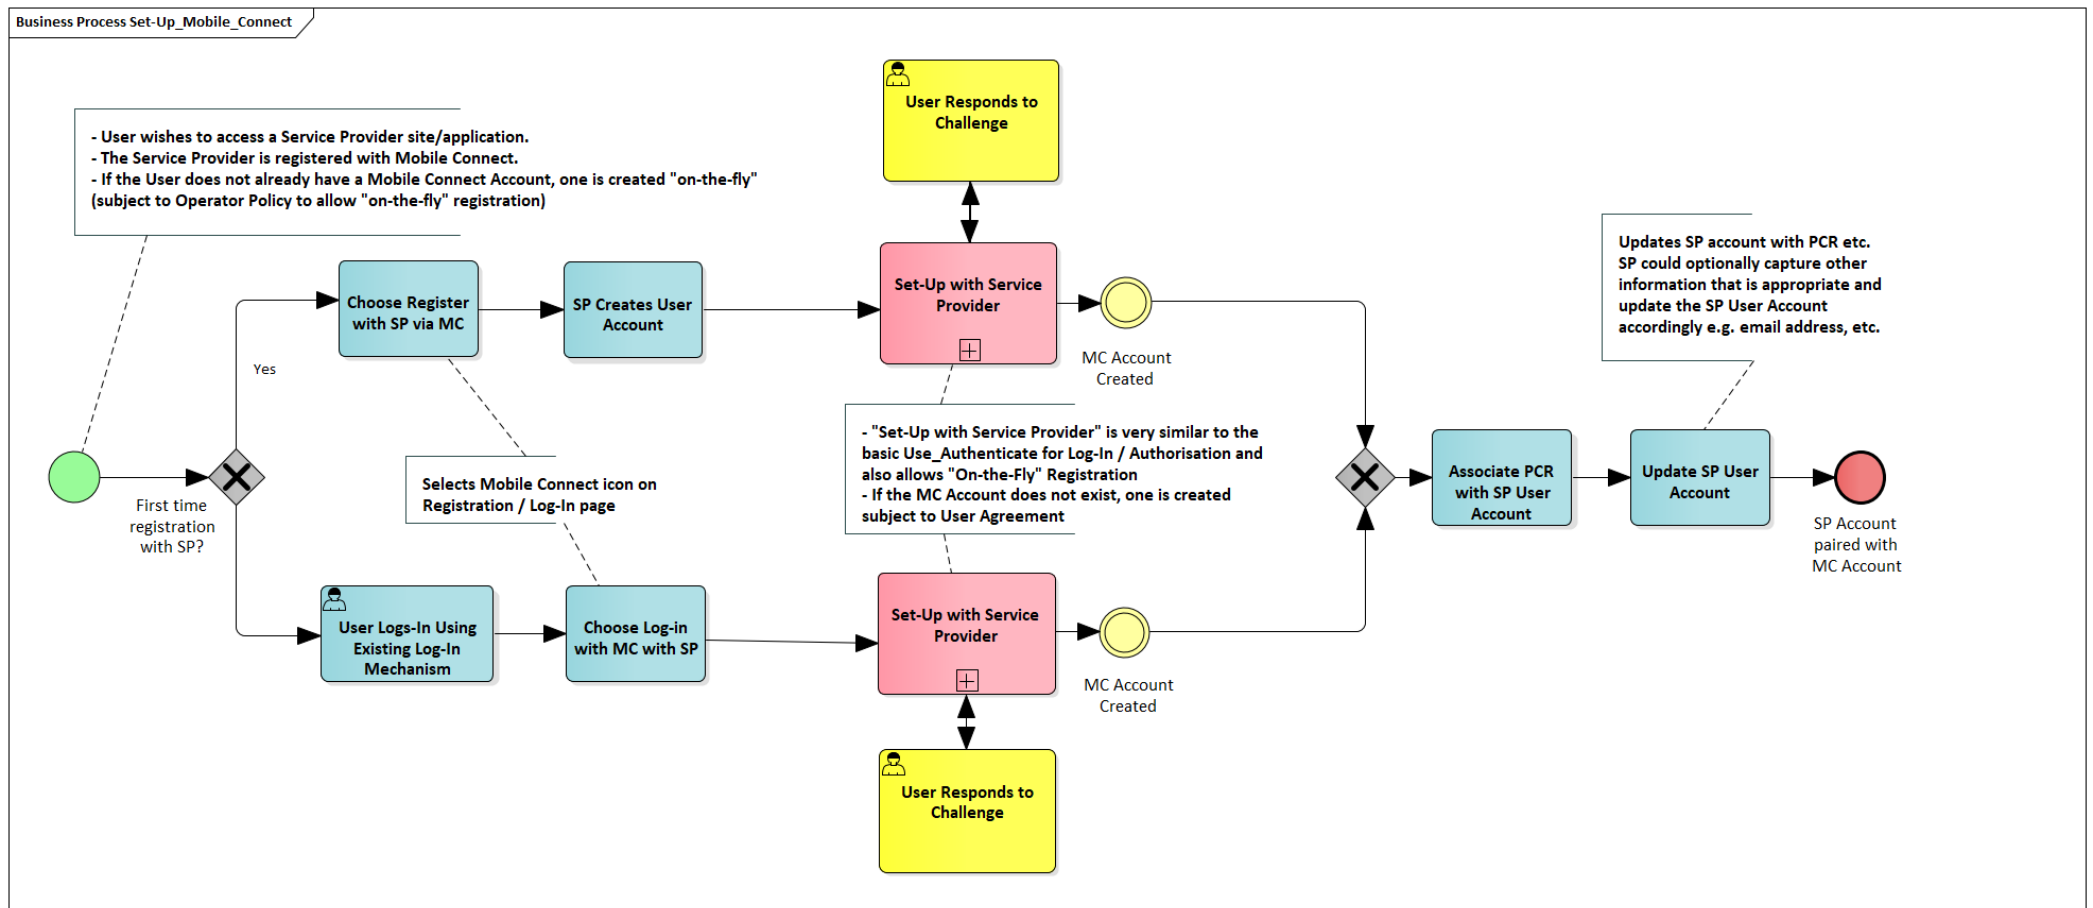 Business Process Set-Up_Mobile_Connect
- User wishes to access a Service Provider site/application.
- The Service Provider is registered with Mobile Connect.
- If the User does not already have a Mobile Connect Account, one is created "on-the-fly"
(subject to Operator Policy to allow "on-the-fly" registration)
User Responds to
Challenge
Updates SP account with PCR etc.
SP could optionally capture other
information that is appropriate and
update the SP User Account
accordingly e.g. email address, etc.
Choose Register
with SP via MC
SP Creates User
Account
Set-Up with Service
Provider
MC Account
Created
Yes
First time
registration
with SP?
Selects Mobile Connect icon on
Registration / Log-In page
- "Set-Up with Service Provider" is very similar to the
basic Use_Authenticate for Log-In / Authorisation and
also allows "On-the-Fly" Registration
- If the MC Account does not exist, one is created
subject to User Agreement
Associate PCR
with SP User
Account
Update SP User
Account
SP Account
paired with
MC Account
User Logs-In Using
Existing Log-In
Mechanism
Choose Log-in
with MC with SP
Set-Up with Service
Provider
MC Account
Created
User Responds to
Challenge